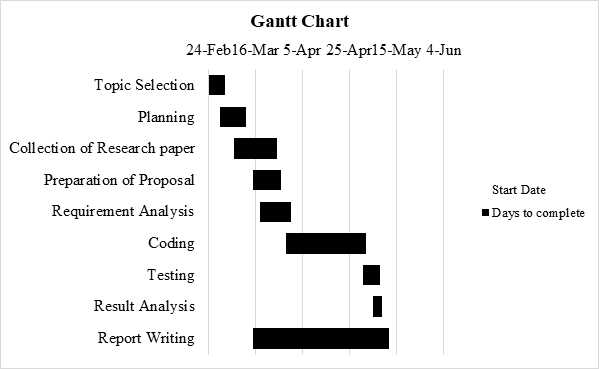 Gantt Chart
24-Feb16-Mar 5-Apr 25-Apr15-May 4-Jun
Topic Selection
Planning
Collection of Research paper
Preparation of Proposal
Requirement Analysis
Coding
Testing
Result Analysis
Report Writing
Start Date
Days to complete